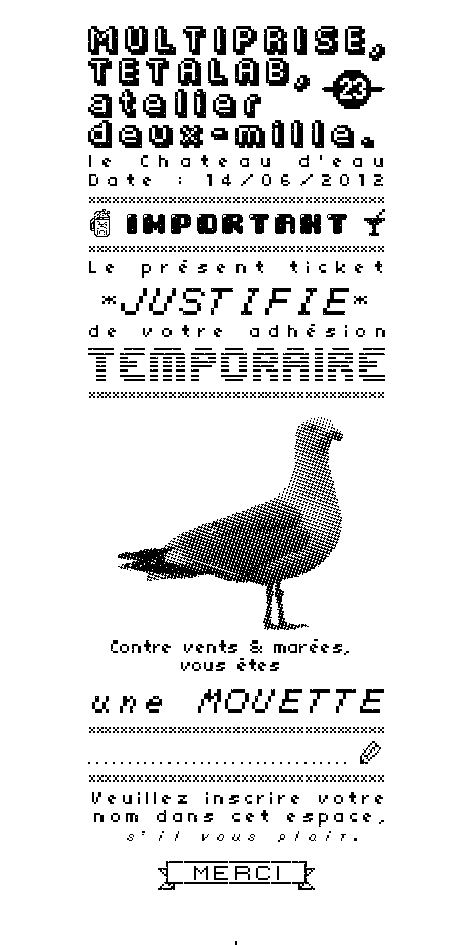 MULTIPRISE,
TETALAB,
23
atelier
deux-mille.
le Chateau d'eau
Date : 14/06/2012
IMPORTANT
Le présent ticket
*JUSTIFIE*
de votre adhésion
TEMPORAIRE
Contre vents & marées,
vous êtes
une MOUETTE
Veuillez inscrire votre
nom dans cet espace,
s'il vous plait.
MERCI